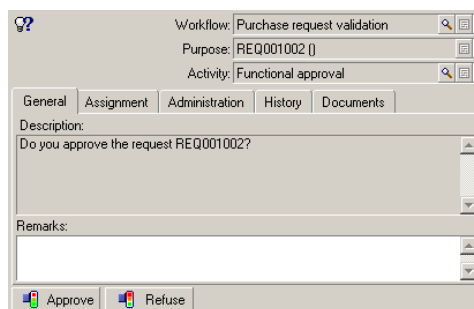 Workflow: Purchase request validation
Purpose: REQ001002 ()
Activity: Functional approval
General Assignment Administration History Documents
Description:
Do you approve the request REQ001002?
Remarks:
Approve Refuse